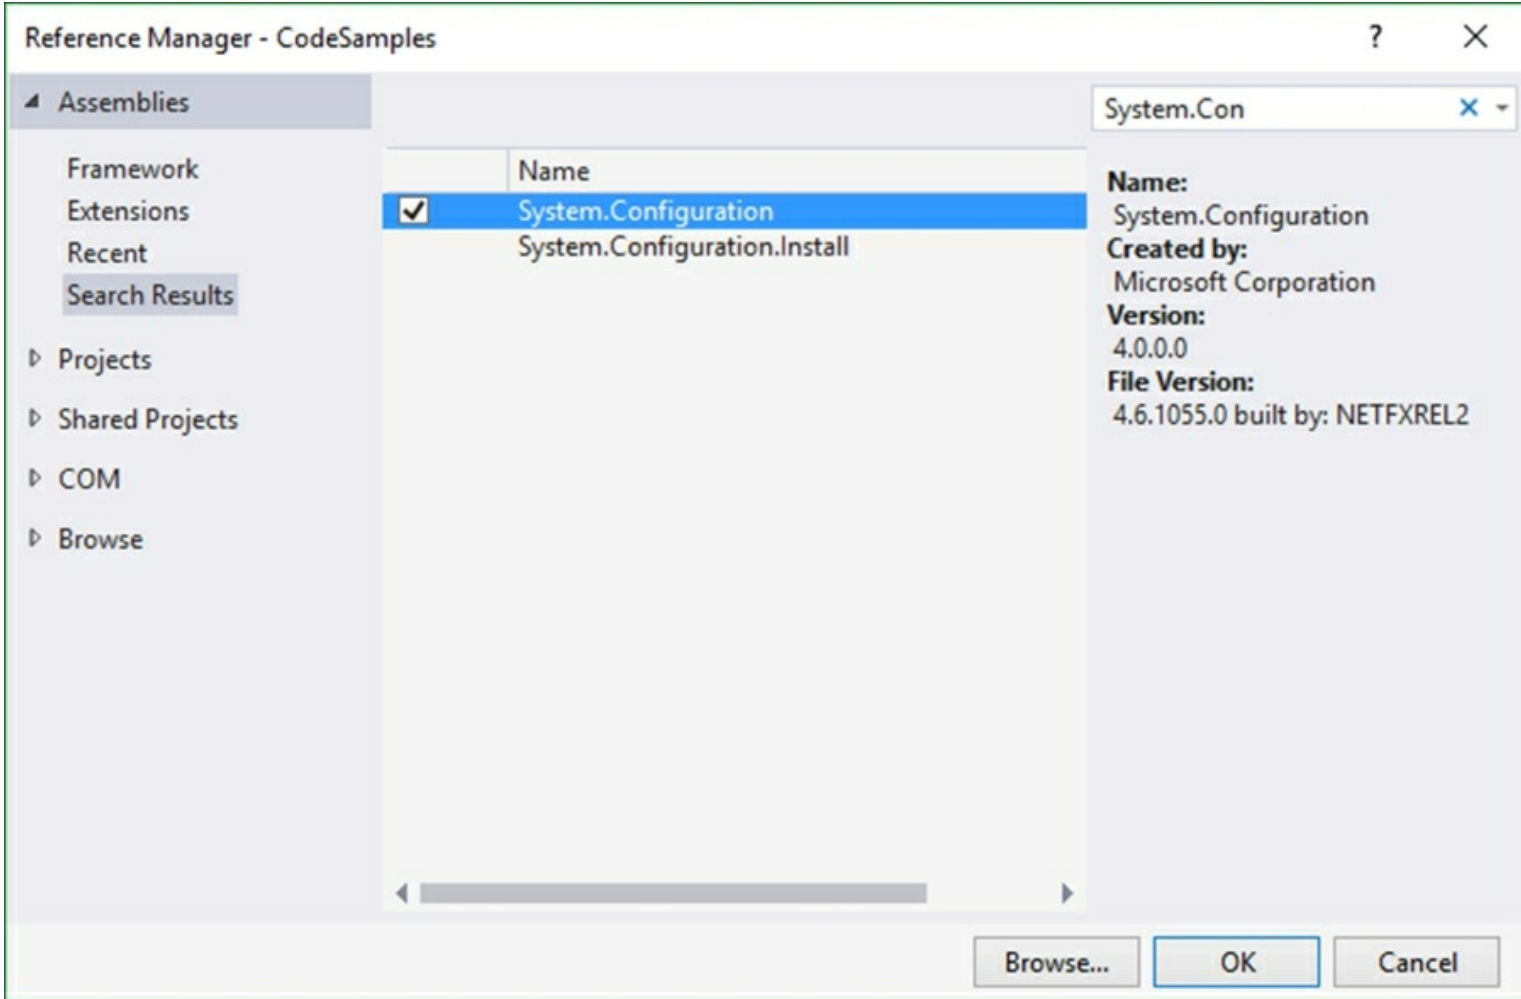 Reference Manager - CodeSamples
?
Assemblies
Framework
Extensions
Recent
Search Results
Projects
Shared Projects
COM
Browse
Name
System.Configuration
System.Configuration.Install
System.Con
Name:
System.Configuration
Created by:
Microsoft Corporation
Version:
4.0.0.0
File Version:
4.6.1055.0 built by: NETFXREL2
Browse...
OK
Cancel